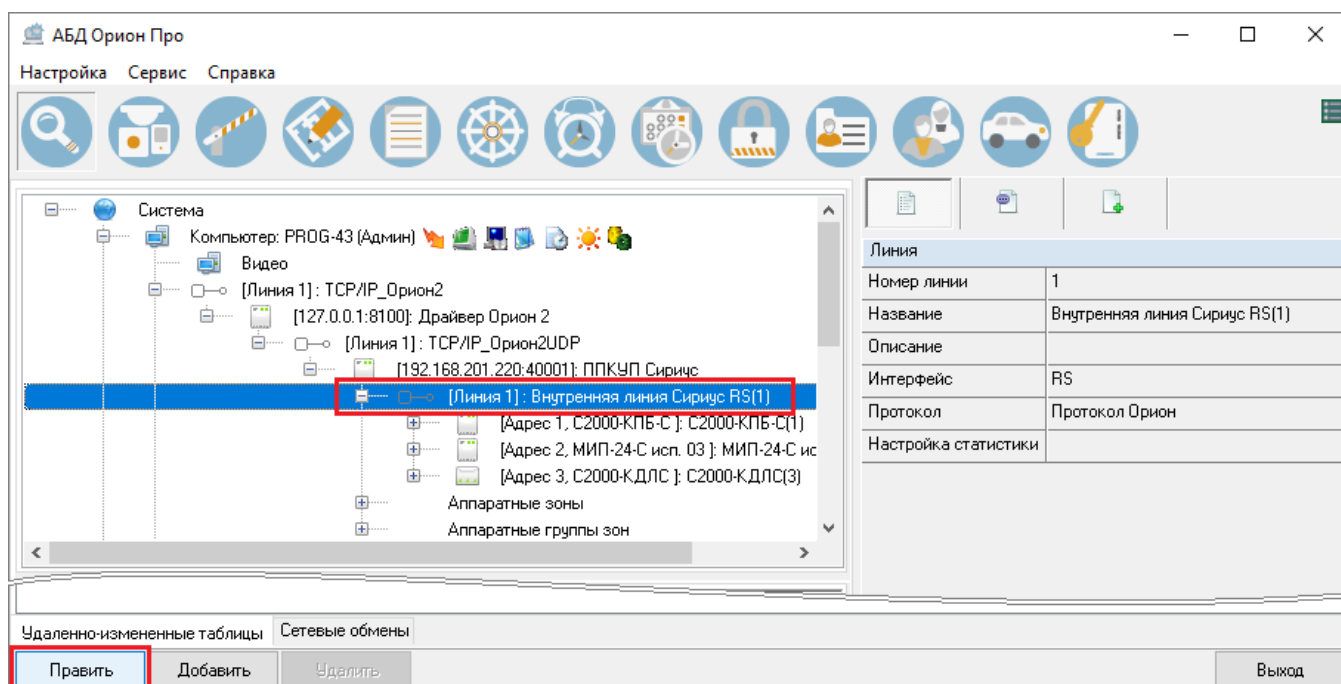 АБД Орион Про
Настройка Сервис Справка
Система
Компьютер: PROG-43 (Админ)
Видео
[Линия 1] : TCP/IP_Орион2
[127.0.0.1:8100]: Драйвер Орион 2
[Линия 1] : TCP/IP_Орион2UDP
[192.168.201.220:40001]: ППКУП Сириус
[Линия 1] : Внутренняя линия Сириус RS(1)
[Адрес 1, С2000-КПБ-С ]: С2000-КПБ-С(1)
[Адрес 2, МИП-24-С исп. 03 ]: МИП-24-С ис
[Адрес 3, С2000-КДЛС ]: С2000-КДЛС(3)
Аппаратные зоны
Аппаратные группы зон
Линия
Номер линии 1
Название Внутренняя линия Сириус RS(1)
Описание
Интерфейс RS
Протокол Протокол Орион
Настройка статистики
Удаленно-измененные таблицы Сетевые обмены
Править Добавить Удалить Выход